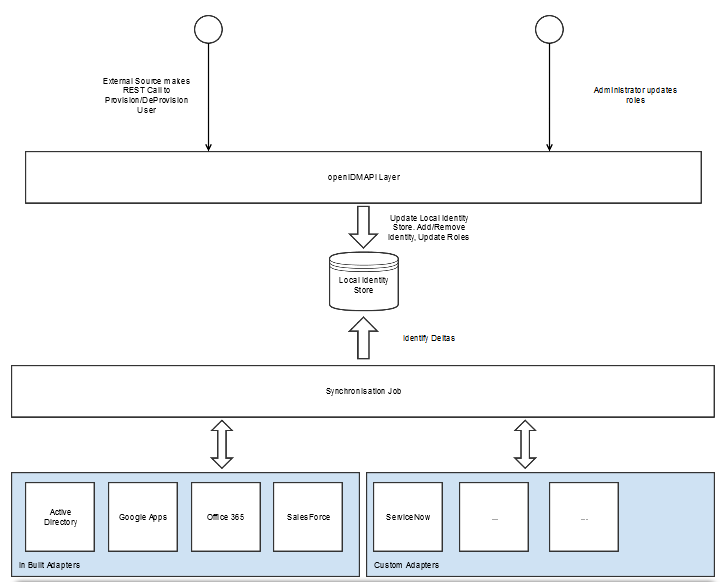 External Source makes
REST Call to
Provision/DeProvision
User
Administrator updates
roles
openIDMAPI Layer
Update Local Identity
Store. Add/Remove
Identity, Update Roles
Local Identity
Store
Identify Deltas
Synchronisation Job
Active
Directory
Google Apps
Office 365
SalesForce
ServiceNow
...
...
In Built Adapters
Custom Adapters